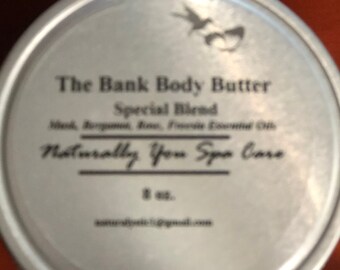 The Bank Body Butter
Special Blend
Musk, Bergamot, Rose, Freesia Essential Oils
Naturally You Spa Care
8 oz.